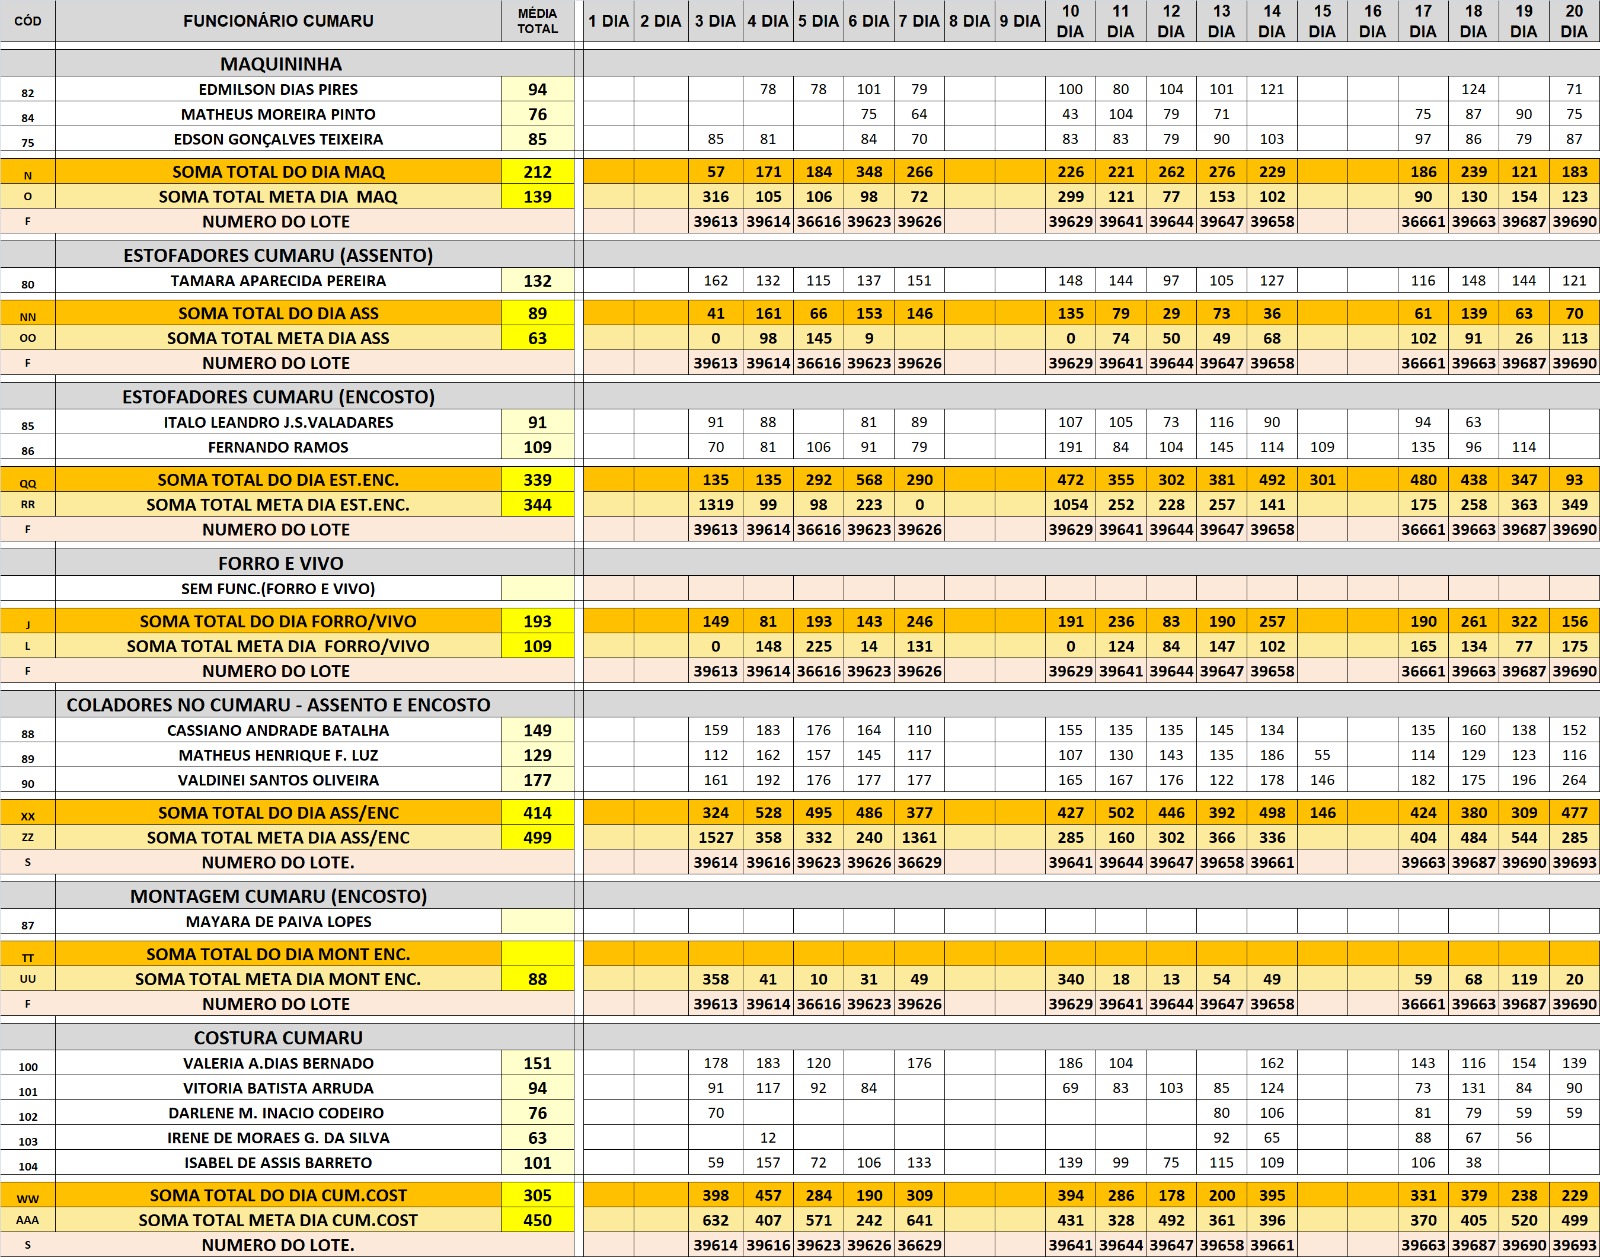 CÓD FUNCIONÁRIO CUMARU MÉDIA TOTAL 1 DIA 2 DIA 3 DIA 4 DIA 5 DIA 6 DIA 7 DIA 8 DIA 9 DIA 10 DIA 11 DIA 12 DIA 13 DIA 14 DIA 15 DIA 16 DIA 17 DIA 18 DIA 19 DIA 20 DIA
MAQUININHA
82 EDMILSON DIAS PIRES 94 78 78 101 79 100 80 104 101 121 124 71
84 MATHEUS MOREIRA PINTO 76 75 64 43 104 79 71 75 87 90 75
75 EDSON GONÇALVES TEIXEIRA 85 85 81 84 70 83 83 79 90 103 97 86 79 87
N SOMA TOTAL DO DIA MAQ 212 57 171 184 348 266 226 221 262 276 229 186 239 121 183
O SOMA TOTAL META DIA MAQ 139 316 105 106 98 72 299 121 77 153 102 90 130 154 123
F NUMERO DO LOTE 39613 39614 36616 39623 39626 39629 39641 39644 39647 39658 36661 39663 39687 39690
ESTOFADORES CUMARU (ASSENTO)
80 TAMARA APARECIDA PEREIRA 132 162 132 115 137 151 148 144 97 105 127 116 148 144 121
NN SOMA TOTAL DO DIA ASS 89 41 161 66 153 146 135 79 29 73 36 61 139 63 70
OO SOMA TOTAL META DIA ASS 63 0 98 145 9 0 74 50 49 68 102 91 26 113
F NUMERO DO LOTE 39613 39614 36616 39623 39626 39629 39641 39644 39647 39658 36661 39663 39687 39690
ESTOFADORES CUMARU (ENCOSTO)
85 ITALO LEANDRO J.S.VALADARES 91 91 88 81 89 107 105 73 116 90 94 63
86 FERNANDO RAMOS 109 70 81 106 91 79 191 84 104 145 114 109 135 96 114
QQ SOMA TOTAL DO DIA EST.ENC. 339 135 135 292 568 290 472 355 302 381 492 301 480 438 347 93
RR SOMA TOTAL META DIA EST.ENC. 344 1319 99 98 223 0 1054 252 228 257 141 175 258 363 349
F NUMERO DO LOTE 39613 39614 36616 39623 39626 39629 39641 39644 39647 39658 36661 39663 39687 39690
FORRO E VIVO
SEM FUNC.(FORRO E VIVO)
J SOMA TOTAL DO DIA FORRO/VIVO 193 149 81 193 143 246 191 236 83 190 257 190 261 322 156
L SOMA TOTAL META DIA FORRO/VIVO 109 0 148 225 14 131 0 124 84 147 102 165 134 77 175
F NUMERO DO LOTE 39613 39614 36616 39623 39626 39629 39641 39644 39647 39658 36661 39663 39687 39690
COLADORES NO CUMARU - ASSENTO E ENCOSTO
88 CASSIANO ANDRADE BATALHA 149 159 183 176 164 110 155 135 135 145 134 135 160 138 152
89 MATHEUS HENRIQUE F. LUZ 129 112 162 157 145 117 107 130 143 135 186 55 114 129 123 116
90 VALDINEI SANTOS OLIVEIRA 177 161 192 176 177 177 165 167 176 122 178 146 182 175 196 264
XX SOMA TOTAL DO DIA ASS/ENC 414 324 528 495 486 377 427 502 446 392 498 146 424 380 309 477
ZZ SOMA TOTAL META DIA ASS/ENC 499 1527 358 332 240 1361 285 160 302 366 336 404 484 544 285
S NUMERO DO LOTE. 39614 39616 39623 39626 36629 39641 39644 39647 39658 39661 39663 39687 39690 39693
MONTAGEM CUMARU (ENCOSTO)
87 MAYARA DE PAIVA LOPES
TT SOMA TOTAL DO DIA MONT ENC.
UU SOMA TOTAL META DIA MONT ENC. 88 358 41 10 31 49 340 18 13 54 49 59 68 119 20
F NUMERO DO LOTE 39613 39614 36616 39623 39626 39629 39641 39644 39647 39658 36661 39663 39687 39690
COSTURA CUMARU
100 VALERIA A.DIAS BERNADO 151 178 183 120 176 186 104 162 143 116 154 139
101 VITORIA BATISTA ARRUDA 94 91 117 92 84 69 83 103 85 124 73 131 84 90
102 DARLENE M. INACIO CODEIRO 76 70 80 106 81 79 59 59
103 IRENE DE MORAES G. DA SILVA 63 12 92 65 88 67 56
104 ISABEL DE ASSIS BARRETO 101 59 157 72 106 133 139 99 75 115 109 106 38
WW SOMA TOTAL DO DIA CUM.COST 305 398 457 284 190 309 394 286 178 200 395 331 379 238 229
AAA SOMA TOTAL META DIA CUM.COST 450 632 407 571 242 641 431 328 492 361 396 370 405 520 499
S NUMERO DO LOTE. 39614 39616 39623 39626 36629 39641 39644 39647 39658 39661 39663 39687 39690 39693